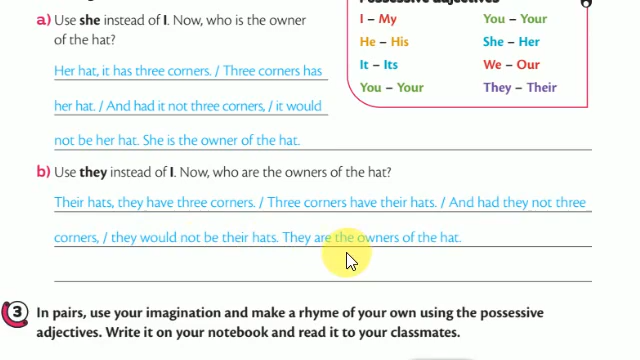 Possessive adjectives
a) Use she instead of I. Now, who is the owner
of the hat?
I – My You – Your
He – His She – Her
It – Its We – Our
You – Your They – Their
Her hat, it has three corners. / Three corners has
her hat. / And had it not three corners, / it would
not be her hat. She is the owner of the hat.
b) Use they instead of I. Now, who are the owners of the hat?
Their hats, they have three corners. / Three corners have their hats. / And had they not three
corners, / they would not be their hats. They are the owners of the hat.
3 In pairs, use your imagination and make a rhyme of your own using the possessive
adjectives. Write it on your notebook and read it to your classmates.